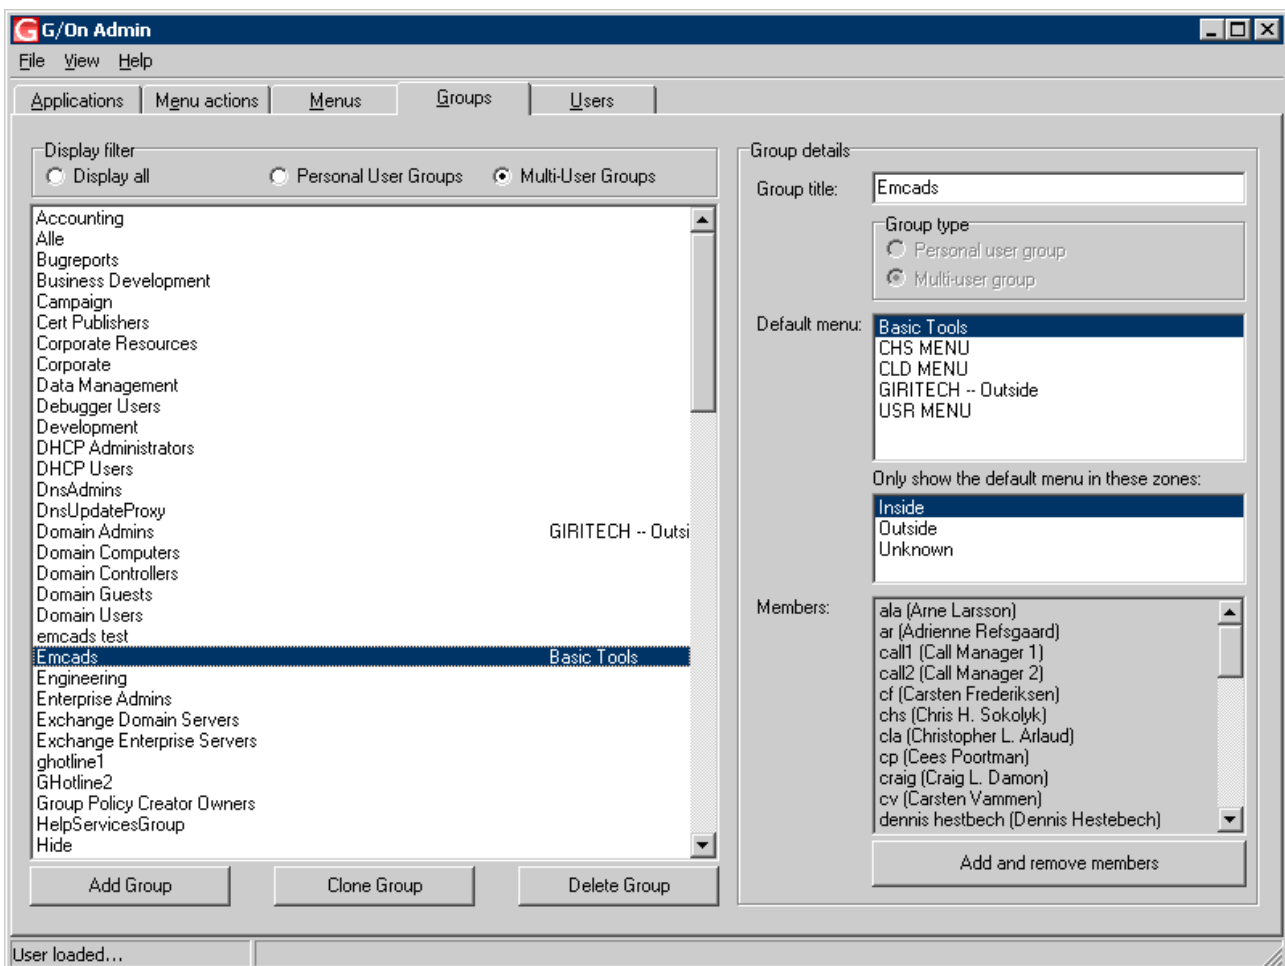 G/On Admin
File View Help
Applications Menu actions Menus Groups Users
Display filter
Display all Personal User Groups Multi-User Groups
Accounting
Alle
Bugreports
Business Development
Campaign
Cert Publishers
Corporate Resources
Corporate
Data Management
Debugger Users
Development
DHCP Administrators
DHCP Users
DnsAdmins
DnsUpdateProxy
Domain Admins GIRITECH -- Outsi
Domain Computers
Domain Controllers
Domain Guests
Domain Users
emcads test
Emcads Basic Tools
Engineering
Enterprise Admins
Exchange Domain Servers
Exchange Enterprise Servers
ghotline1
GHotline2
Group Policy Creator Owners
HelpServicesGroup
Hide
Add Group Clone Group Delete Group
Group details
Group title: Emcads
Group type
Personal user group
Multi-user group
Default menu: Basic Tools
CHS MENU
CLD MENU
GIRITECH -- Outside
USR MENU
Only show the default menu in these zones:
Inside
Outside
Unknown
Members: ala (Arne Larsson)
ar (Adrienne Refsgaard)
call1 (Call Manager 1)
call2 (Call Manager 2)
cf (Carsten Frederiksen)
chs (Chris H. Sokolyk)
cla (Christopher L. Arlaud)
cp (Cees Poortman)
craig (Craig L. Damon)
cv (Carsten Vammen)
dennis hestbech (Dennis Hestebech)
Add and remove members
User loaded...